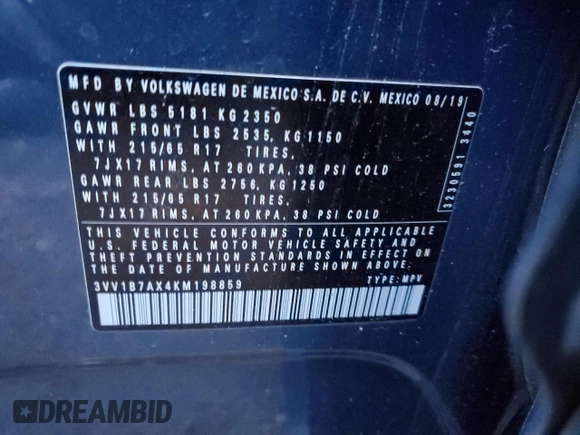 MFD BY VOLKSWAGEN DE MEXICO S.A. DE C.V. MEXICO 08/19
GVWR LBS 5181 KG 2350
GAWR FRONT LBS 2535, KG 1150
WITH 215/65 R17 TIRES,
7JX17 RIMS, AT 260 KPA, 38 PSI COLD
GAWR REAR LBS 2756, KG 1250
WITH 215/65 R17 TIRES,
7JX17 RIMS, AT 260 KPA, 38 PSI COLD
3230591 3440
THIS VEHICLE CONFORMS TO ALL APPLICABLE
U.S. FEDERAL MOTOR VEHICLE SAFETY AND
THEFT PREVENTION STANDARDS IN EFFECT ON
THE DATE OF MANUFACTURE SHOWN ABOVE.
3VV1B7AX4KM198859 TYPE: MPV
DREAMBID